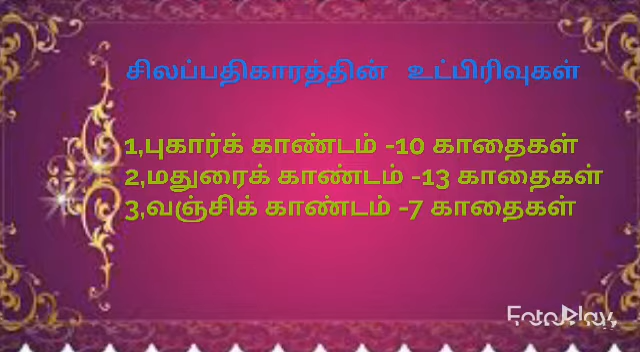 சிலப்பதிகாரத்தின் உட்பிரிவுகள்
1,புகார்க் காண்டம் -10 காதைகள்
2,மதுரைக் காண்டம் -13 காதைகள்
3,வஞ்சிக் காண்டம் -7 காதைகள்
FotoPlay